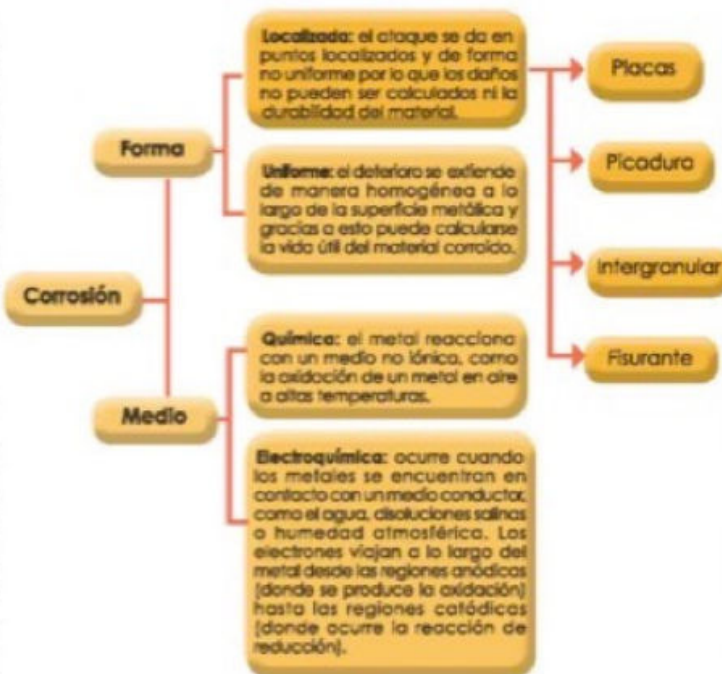 Corrosión
Forma
Localizada: el ataque se da en
puntos localizados y de forma
no uniforme por lo que los daños
no pueden ser calculados ni la
durabilidad del material.
Placas
Picadura
Intergranular
Fisurante
Uniforme: el deterioro se extiende
de manera homogénea a lo
largo de la superficie metálica y
gracias a esto puede calcularse
la vida útil del material corroído.
Medio
Química: el metal reacciona
con un medio no iónico, como
la oxidación de un metal en aire
a altas temperaturas.
Electroquímica: ocurre cuando
los metales se encuentran en
contacto con un medio conductor,
como el agua, disoluciones salinas
o humedad atmosférica. Los
electrones viajan a lo largo del
metal desde las regiones anódicas
(donde se produce la oxidación)
hasta las regiones catódicas
(donde ocurre la reacción de
reducción).